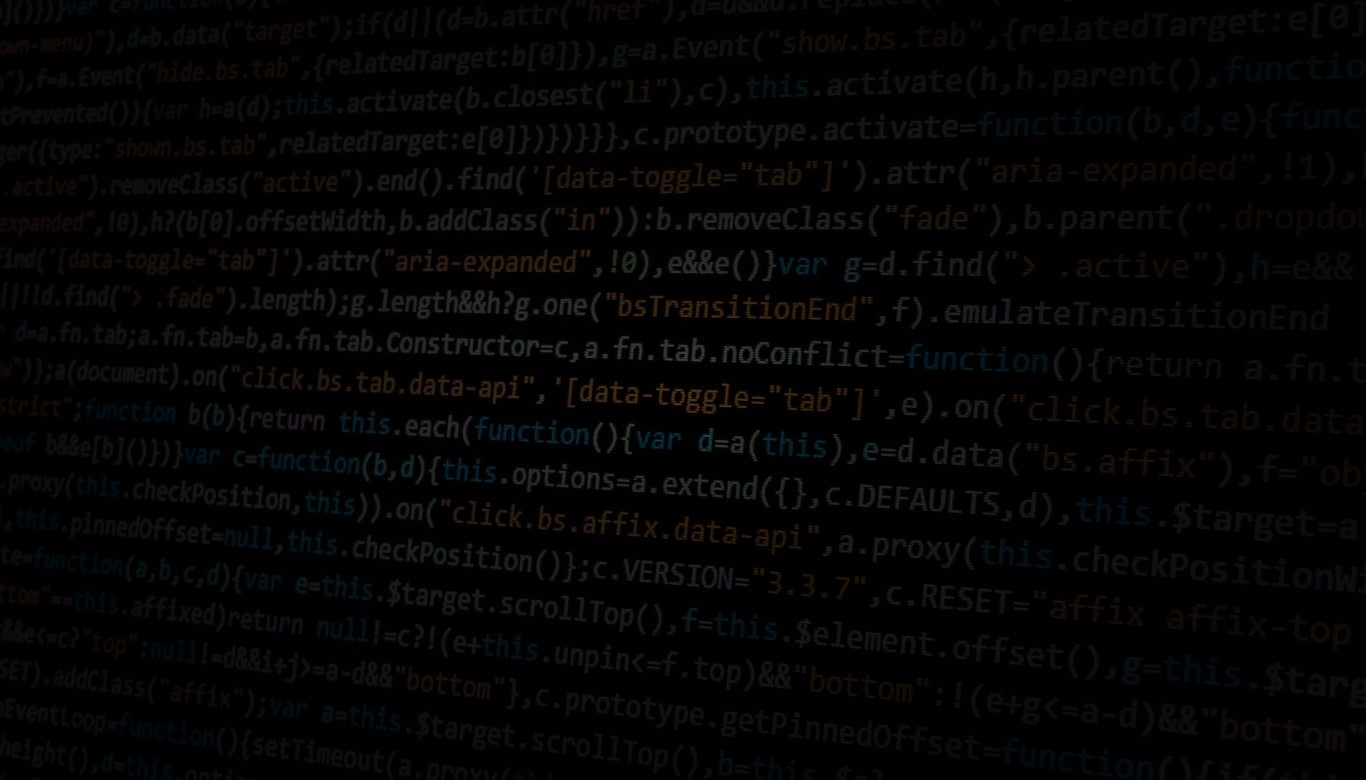 ]()})}var c=function(b){
own-menu)"),d=b.data("target");if(d||(d=b.attr("href"),d=d&&d.replace(
"),f=a.Event("hide.bs.tab",{relatedTarget:b[0]}),g=a.Event("show.bs.tab",{relatedTarget:e[0]
tPrevented()){var h=a(d);this.activate(b.closest("li"),c),this.activate(h,h.parent(),functio
ger({type:"shown.bs.tab",relatedTarget:e[0]})})}}},c.prototype.activate=function(b,d,e){func
.active").removeClass("active").end().find('[data-toggle="tab"]').attr("aria-expanded",!1),
expanded",!0),h?(b[0].offsetWidth,b.addClass("in")):b.removeClass("fade"),b.parent(".dropdo
find('[data-toggle="tab"]').attr("aria-expanded",!0),e&&e()}var g=d.find("> .active"),h=e&&
||!!d.find("> .fade").length);g.length&&h?g.one("bsTransitionEnd",f).emulateTransitionEnd
d=a.fn.tab;a.fn.tab=b,a.fn.tab.Constructor=c,a.fn.tab.noConflict=function(){return a.fn.t
w")};a(document).on("click.bs.tab.data-api",'[data-toggle="tab"]',e).on("click.bs.tab.data
strict";function b(b){return this.each(function(){var d=a(this),e=d.data("bs.affix"),f="ob
eof b&&e[b]()})}var c=function(b,d){this.options=a.extend({},c.DEFAULTS,d),this.$target=a
.proxy(this.checkPosition,this)).on("click.bs.affix.data-api",a.proxy(this.checkPositionWi
,this.pinnedOffset=null,this.checkPosition()};c.VERSION="3.3.7",c.RESET="affix affix-top
te=function(a,b,c,d){var e=this.$target.scrollTop(),f=this.$element.offset(),g=this.$targ
ttom"==this.affixed)return null!=c?!(e+this.unpin<=f.top)&&"bottom":!(e+g<=a-d)&&"bottom"
&&e<=c?"top":null!=d&&i+j>=a-d&&"bottom"},c.prototype.getPinnedOffset=function(){if(
SET).addClass("affix");var a=this.$target.scrollTop(),b=this.$el
EventLoop=function(){setTimeout(a.proxy(
height(),d=this.opti